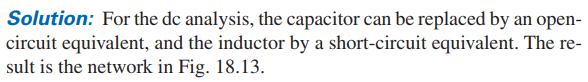 Solution: For the dc analysis, the capacitor can be replaced by an open-
circuit equivalent, and the inductor by a short-circuit equivalent. The re-
sult is the network in Fig. 18.13.